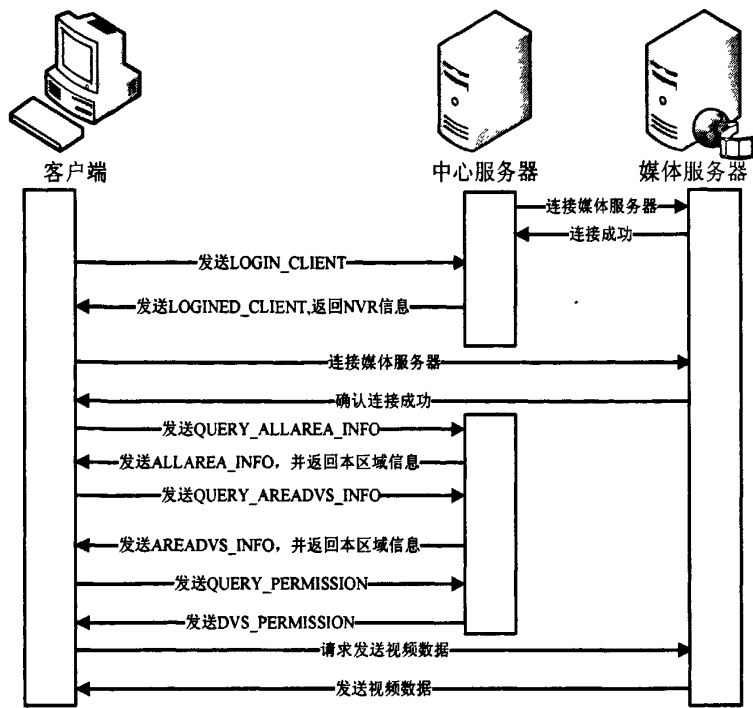 客户端
中心服务器
媒体服务器
连接媒体服务器
连接成功
发送LOGIN_CLIENT
发送LOGINED_CLIENT,返回NVR信息
连接媒体服务器
确认连接成功
发送QUERY_ALLAREA_INFO
发送ALLAREA_INFO，并返回本区域信息
发送QUERY_AREADVS_INFO
发送AREADVS_INFO，并返回本区域信息
发送QUERY_PERMISSION
发送DVS_PERMISSION
请求发送视频数据
发送视频数据